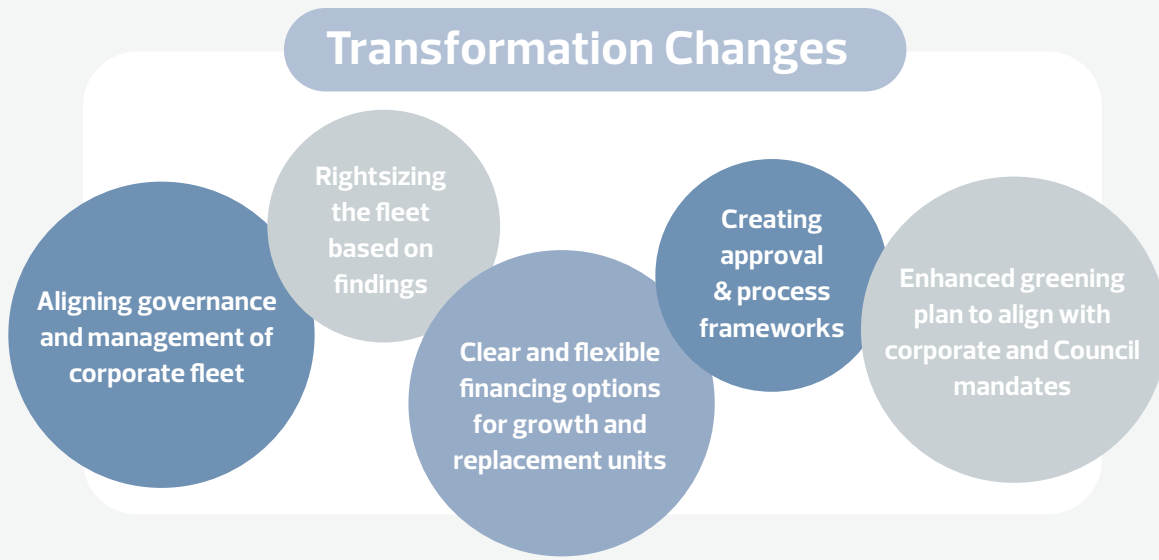 Transformation Changes
Aligning governance
and management of
corporate fleet
Rightsizing
the fleet
based on
findings
Clear and flexible
financing options
for growth and
replacement units
Creating
approval
& process
frameworks
Enhanced greening
plan to align with
corporate and Council
mandates